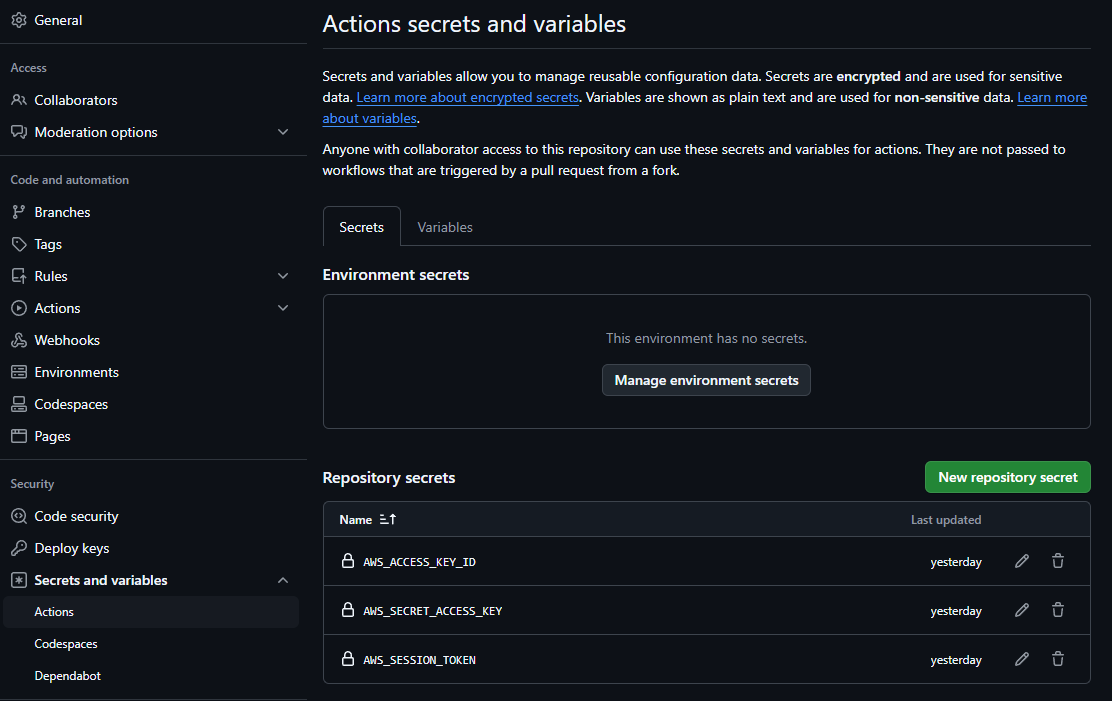 General
Access
Collaborators
Moderation options
Code and automation
Branches
Tags
Rules
Actions
Webhooks
Environments
Codespaces
Pages
Security
Code security
Deploy keys
Secrets and variables
Actions
Codespaces
Dependabot
Actions secrets and variables
Secrets and variables allow you to manage reusable configuration data. Secrets are encrypted and are used for sensitive
data. Learn more about encrypted secrets. Variables are shown as plain text and are used for non-sensitive data. Learn more
about variables.
Anyone with collaborator access to this repository can use these secrets and variables for actions. They are not passed to
workflows that are triggered by a pull request from a fork.
Secrets Variables
Environment secrets
This environment has no secrets.
Manage environment secrets
Repository secrets New repository secret
Name Last updated
AWS_ACCESS_KEY_ID yesterday
AWS_SECRET_ACCESS_KEY yesterday
AWS_SESSION_TOKEN yesterday